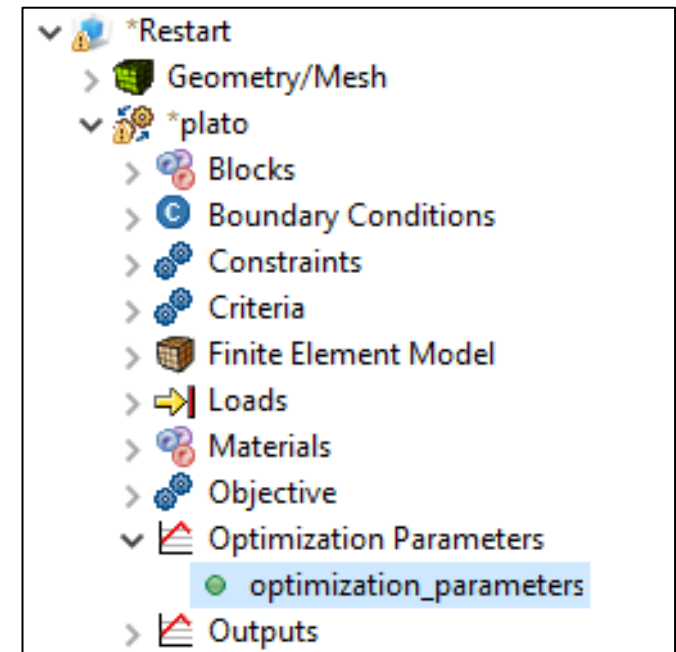 *Restart
Geometry/Mesh
*plato
Blocks
C Boundary Conditions
Constraints
Criteria
Finite Element Model
Loads
Materials
Objective
Optimization Parameters
optimization_parameters
Outputs